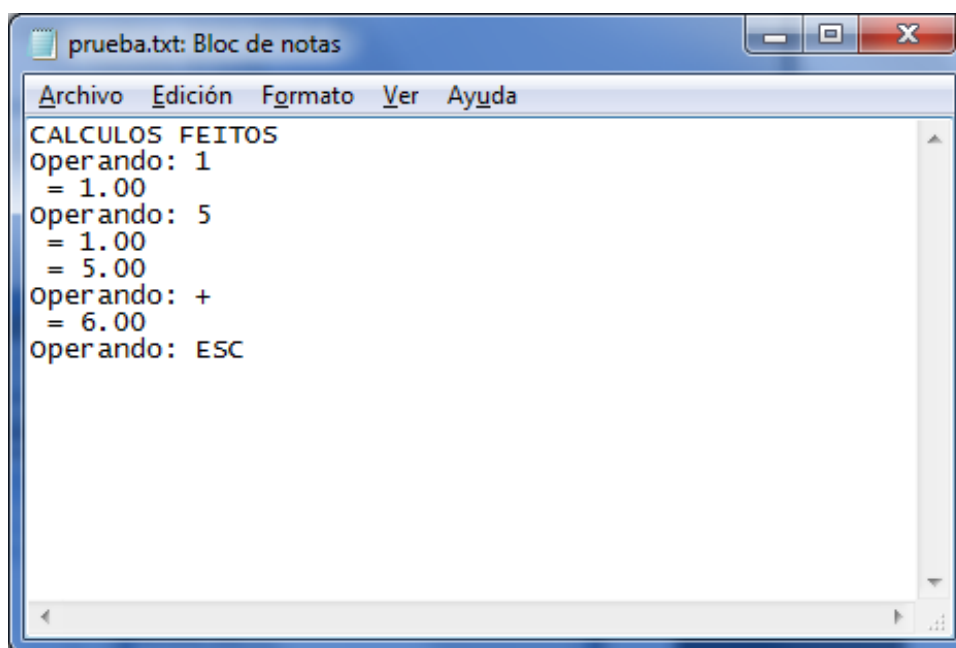 prueba.txt: Bloc de notas
Archivo Edición Formato Ver Ayuda
CALCULOS FEITOS
Operando: 1
 = 1.00
Operando: 5
 = 1.00
 = 5.00
Operando: +
 = 6.00
Operando: ESC